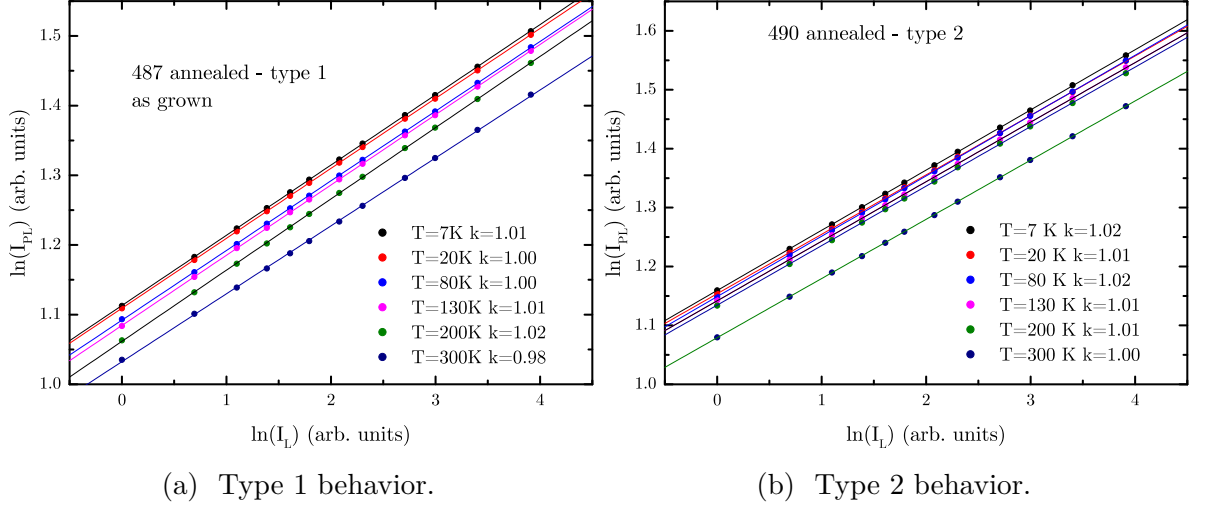 1.5
1.4
1.3
1.2
1.1
1.0
ln(I_PL) (arb. units)
487 annealed - type 1
as grown
T=7K k=1.01
T=20K k=1.00
T=80K k=1.00
T=130K k=1.01
T=200K k=1.02
T=300K k=0.98
0 1 2 3 4
ln(I_L) (arb. units)
(a) Type 1 behavior.
1.6
1.5
1.4
1.3
1.2
1.1
1.0
ln(I_PL) (arb. units)
490 annealed - type 2
T=7 K k=1.02
T=20 K k=1.01
T=80 K k=1.02
T=130 K k=1.01
T=200 K k=1.01
T=300 K k=1.00
0 1 2 3 4
ln(I_L) (arb. units)
(b) Type 2 behavior.